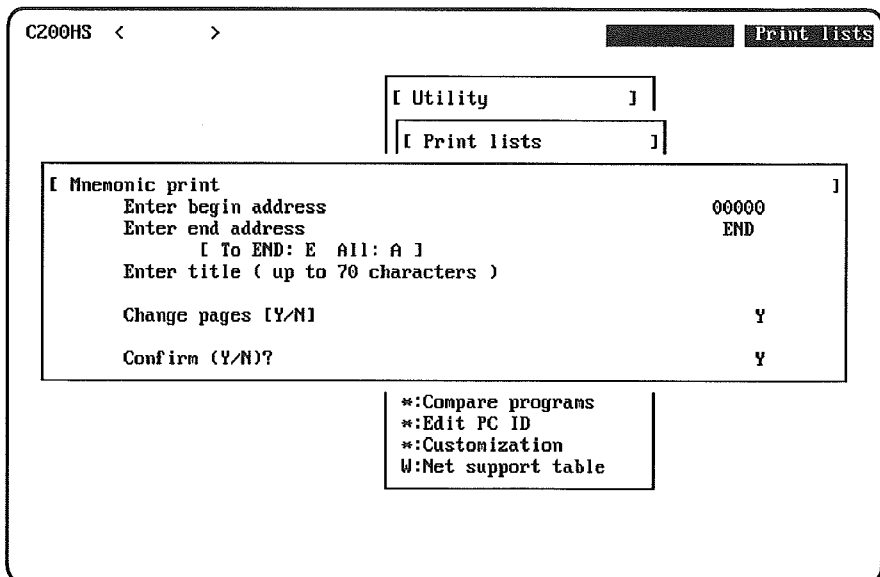 C200HS < > Print lists
[ Utility ]
[ Print lists ]
[ Mnemonic print ]
Enter begin address 00000
Enter end address END
[ To END: E All: A ]
Enter title ( up to 70 characters )
Change pages [Y/N] Y
Confirm (Y/N)? Y
*:Compare programs
*:Edit PC ID
*:Customization
W:Net support table